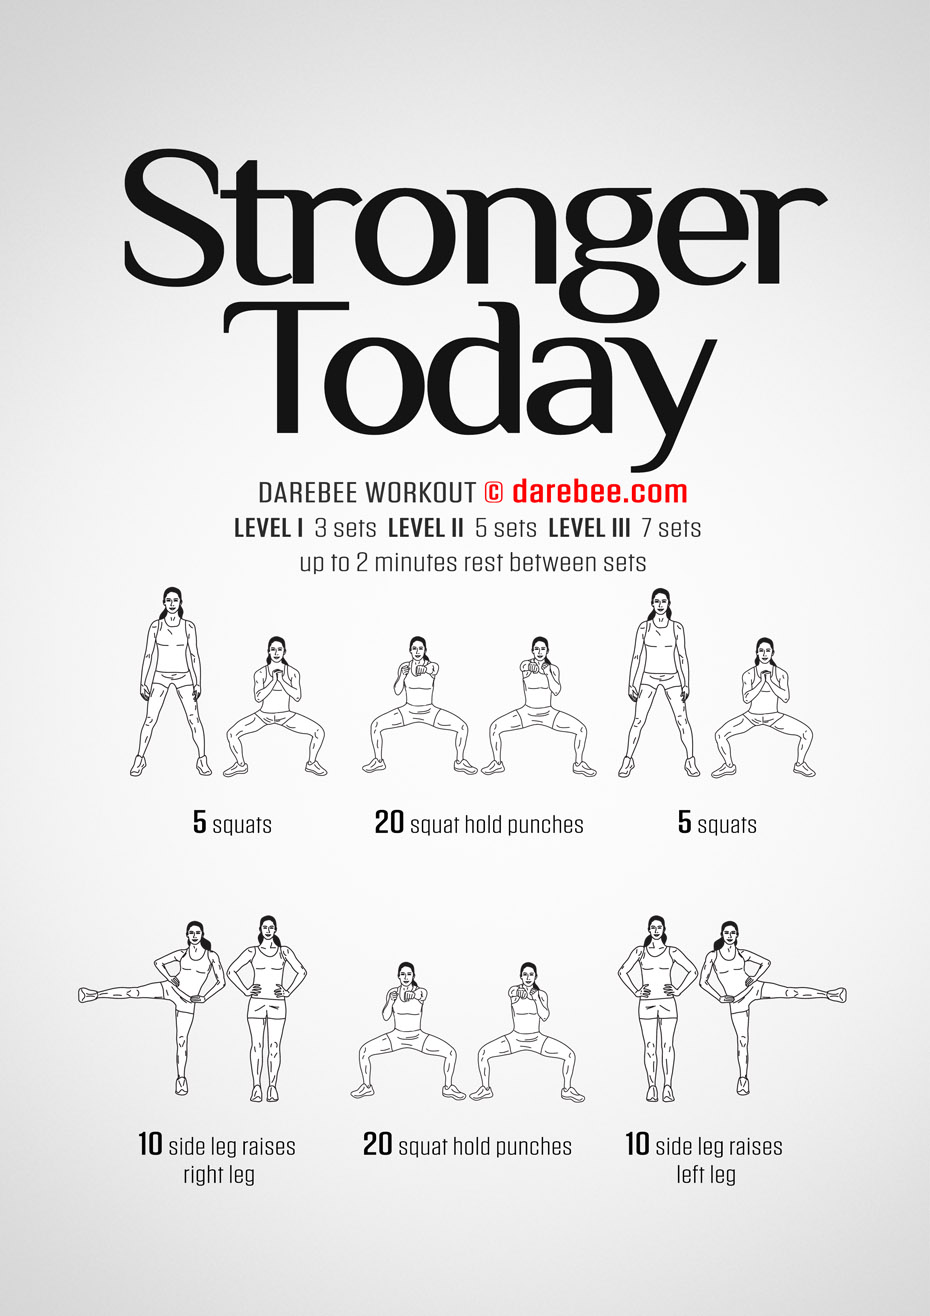 Stronger
Today
DAREBEE WORKOUT © darebee.com
LEVEL I 3 sets LEVEL II 5 sets LEVEL III 7 sets
up to 2 minutes rest between sets
5 squats
20 squat hold punches
5 squats
10 side leg raises
right leg
20 squat hold punches
10 side leg raises
left leg